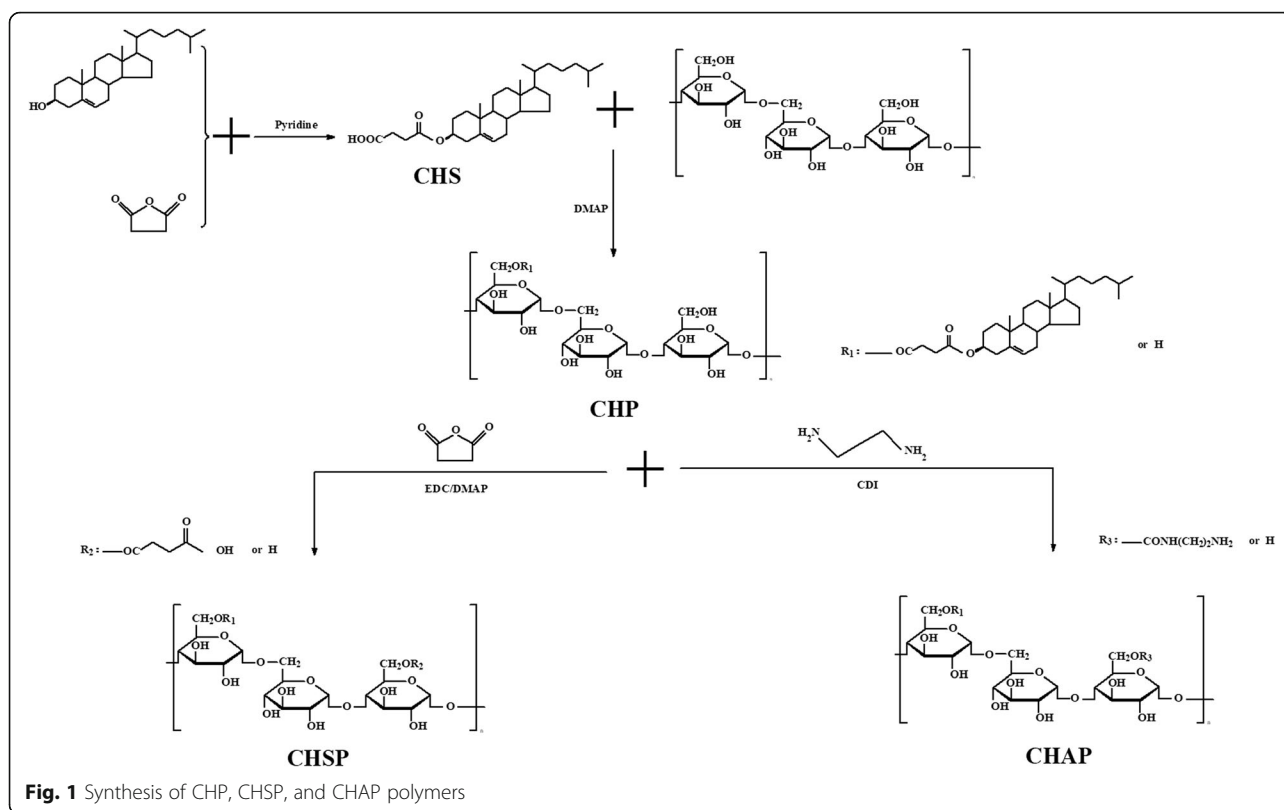 HO
O
O
O
Pyridine
HOOC
O
O
CHS
CH₂OH
O
OH
OH
O
CH₂
O
OH
OH
OH
O
CH₂OH
O
OH
OH
O
DMAP
CH₂OR₁
O
OH
OH
O
CH₂
O
OH
OH
OH
O
CH₂OH
O
OH
OH
O
CHP
R₁: OC
O
O
or H
O
O
O
EDC/DMAP
H₂N
NH₂
CDI
R₂: OC
O
OH or H
R₃: CONH(CH₂)₂NH₂ or H
CH₂OR₁
O
OH
OH
O
CH₂
O
OH
OH
OH
O
CH₂OR₂
O
OH
OH
O
CHSP
CH₂OR₁
O
OH
OH
O
CH₂
O
OH
OH
OH
O
CH₂OR₃
O
OH
OH
O
CHAP
Fig. 1 Synthesis of CHP, CHSP, and CHAP polymers